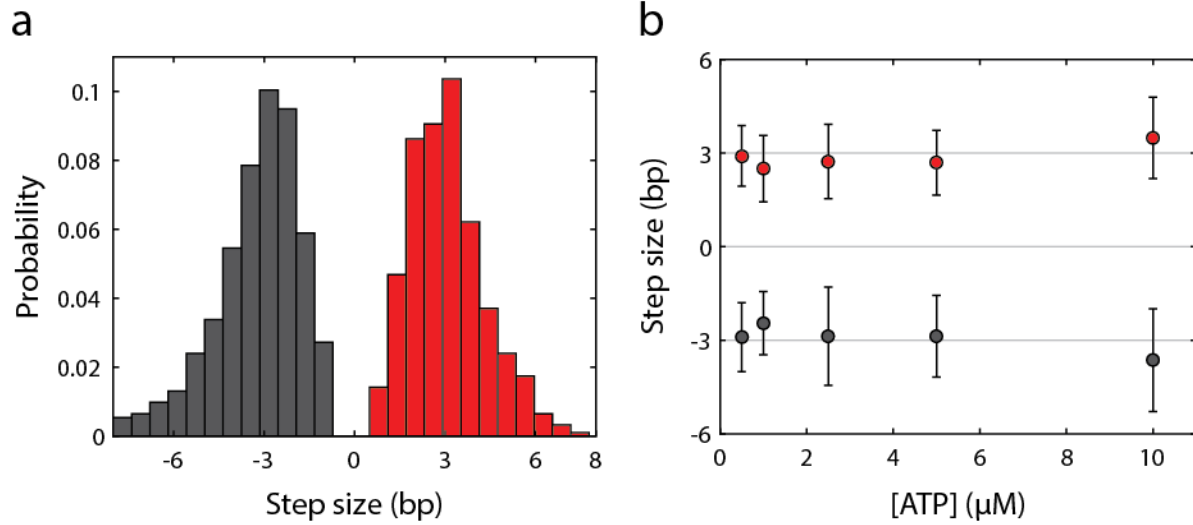 a
0.1
0.08
0.06
0.04
0.02
0
Probability
-6 -3 0 3 6 8
Step size (bp)
b
6
3
0
-3
-6
Step size (bp)
0 2 4 6 8 10
[ATP] (μM)